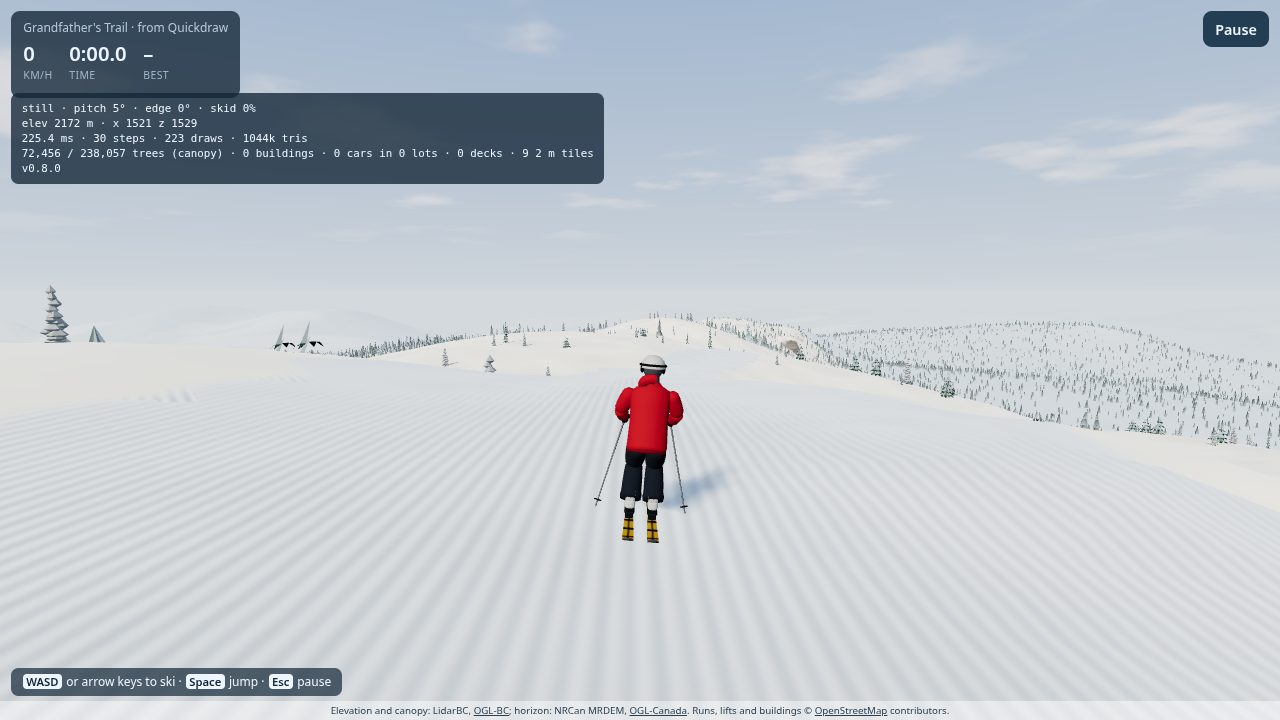 Grandfather's Trail · from Quickdraw
0 0:00.0 –
KM/H TIME BEST
Pause
still · pitch 5° · edge 0° · skid 0%
elev 2172 m · x 1521 z 1529
225.4 ms · 30 steps · 223 draws · 1044k tris
72,456 / 238,057 trees (canopy) · 0 buildings · 0 cars in 0 lots · 0 decks · 9 2 m tiles
v0.8.0
WASD or arrow keys to ski · Space jump · Esc pause
Elevation and canopy: LidarBC, OGL-BC; horizon: NRCan MRDEM, OGL-Canada. Runs, lifts and buildings © OpenStreetMap contributors.